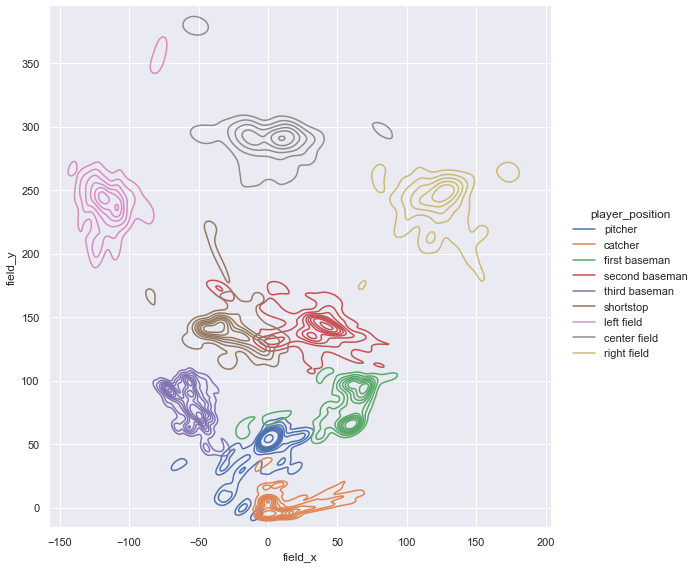 350
300
250
200
150
100
50
0
field_y
−150
−100
−50
0
50
100
150
200
field_x
player_position
pitcher
catcher
first baseman
second baseman
third baseman
shortstop
left field
center field
right field